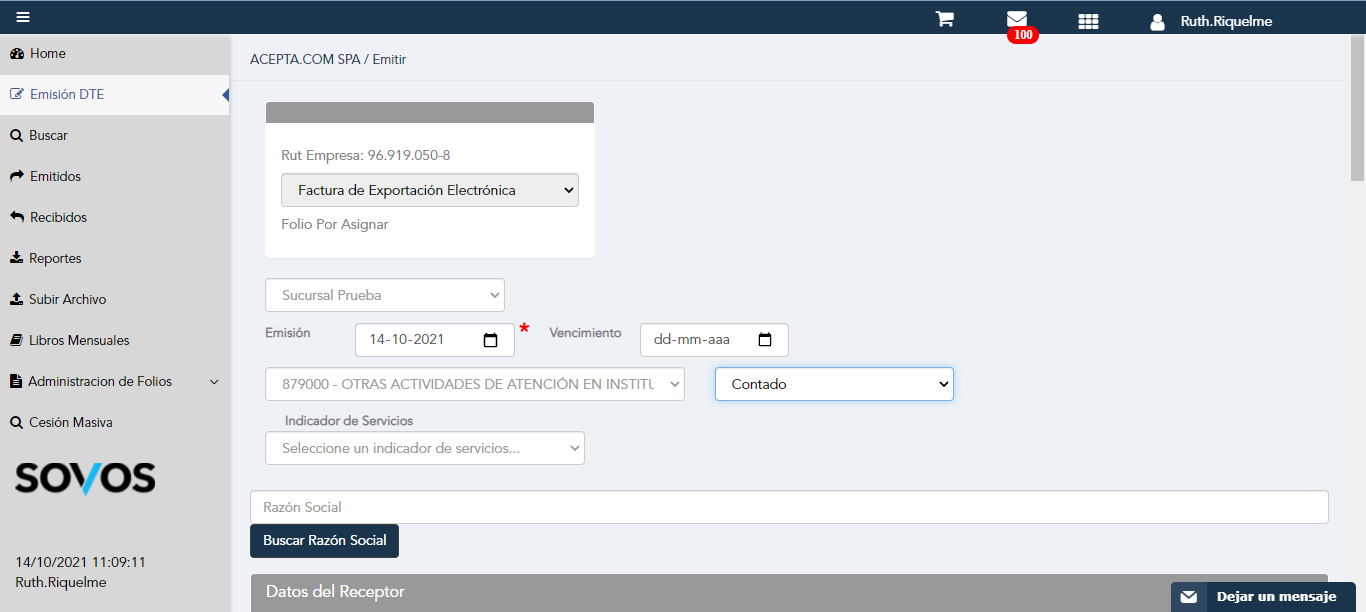 Ruth.Riquelme
100
Home
Emisión DTE
Buscar
Emitidos
Recibidos
Reportes
Subir Archivo
Libros Mensuales
Administracion de Folios
Cesión Masiva
SOVOS
14/10/2021 11:09:11
Ruth.Riquelme
ACEPTA.COM SPA / Emitir
Rut Empresa: 96.919.050-8
Factura de Exportación Electrónica
Folio Por Asignar
Sucursal Prueba
Emisión 14-10-2021 * Vencimiento dd-mm-aaa
879000 - OTRAS ACTIVIDADES DE ATENCIÓN EN INSTITU Contado
Indicador de Servicios
Seleccione un indicador de servicios...
Razón Social
Buscar Razón Social
Datos del Receptor
Dejar un mensaje